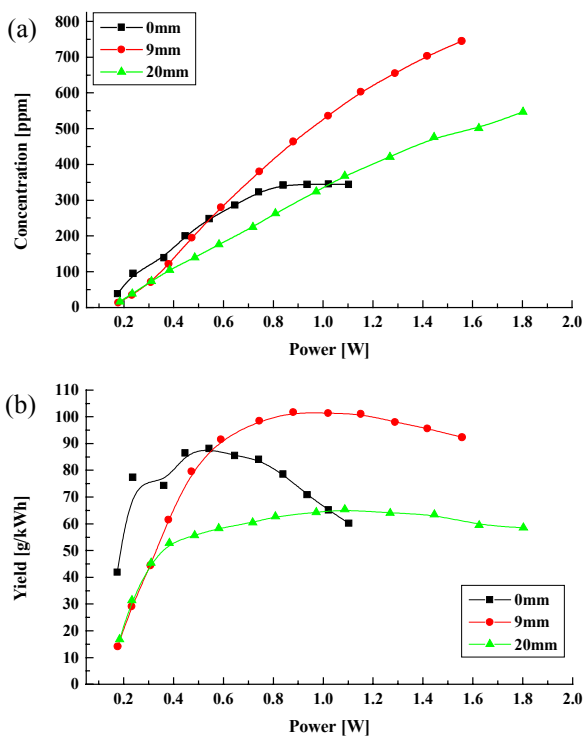 (a)
0mm
9mm
20mm
Concentration [ppm]
800
700
600
500
400
300
200
100
0
0.2 0.4 0.6 0.8 1.0 1.2 1.4 1.6 1.8 2.0
Power [W]
(b)
Yield [g/kWh]
110
100
90
80
70
60
50
40
30
20
10
0
0mm
9mm
20mm
0.2 0.4 0.6 0.8 1.0 1.2 1.4 1.6 1.8 2.0
Power [W]